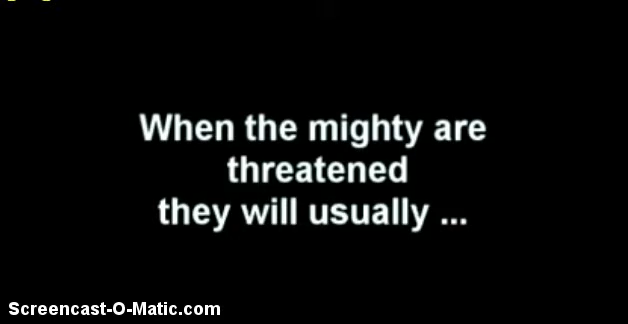 When the mighty are
threatened
they will usually ...
Screencast-O-Matic.com